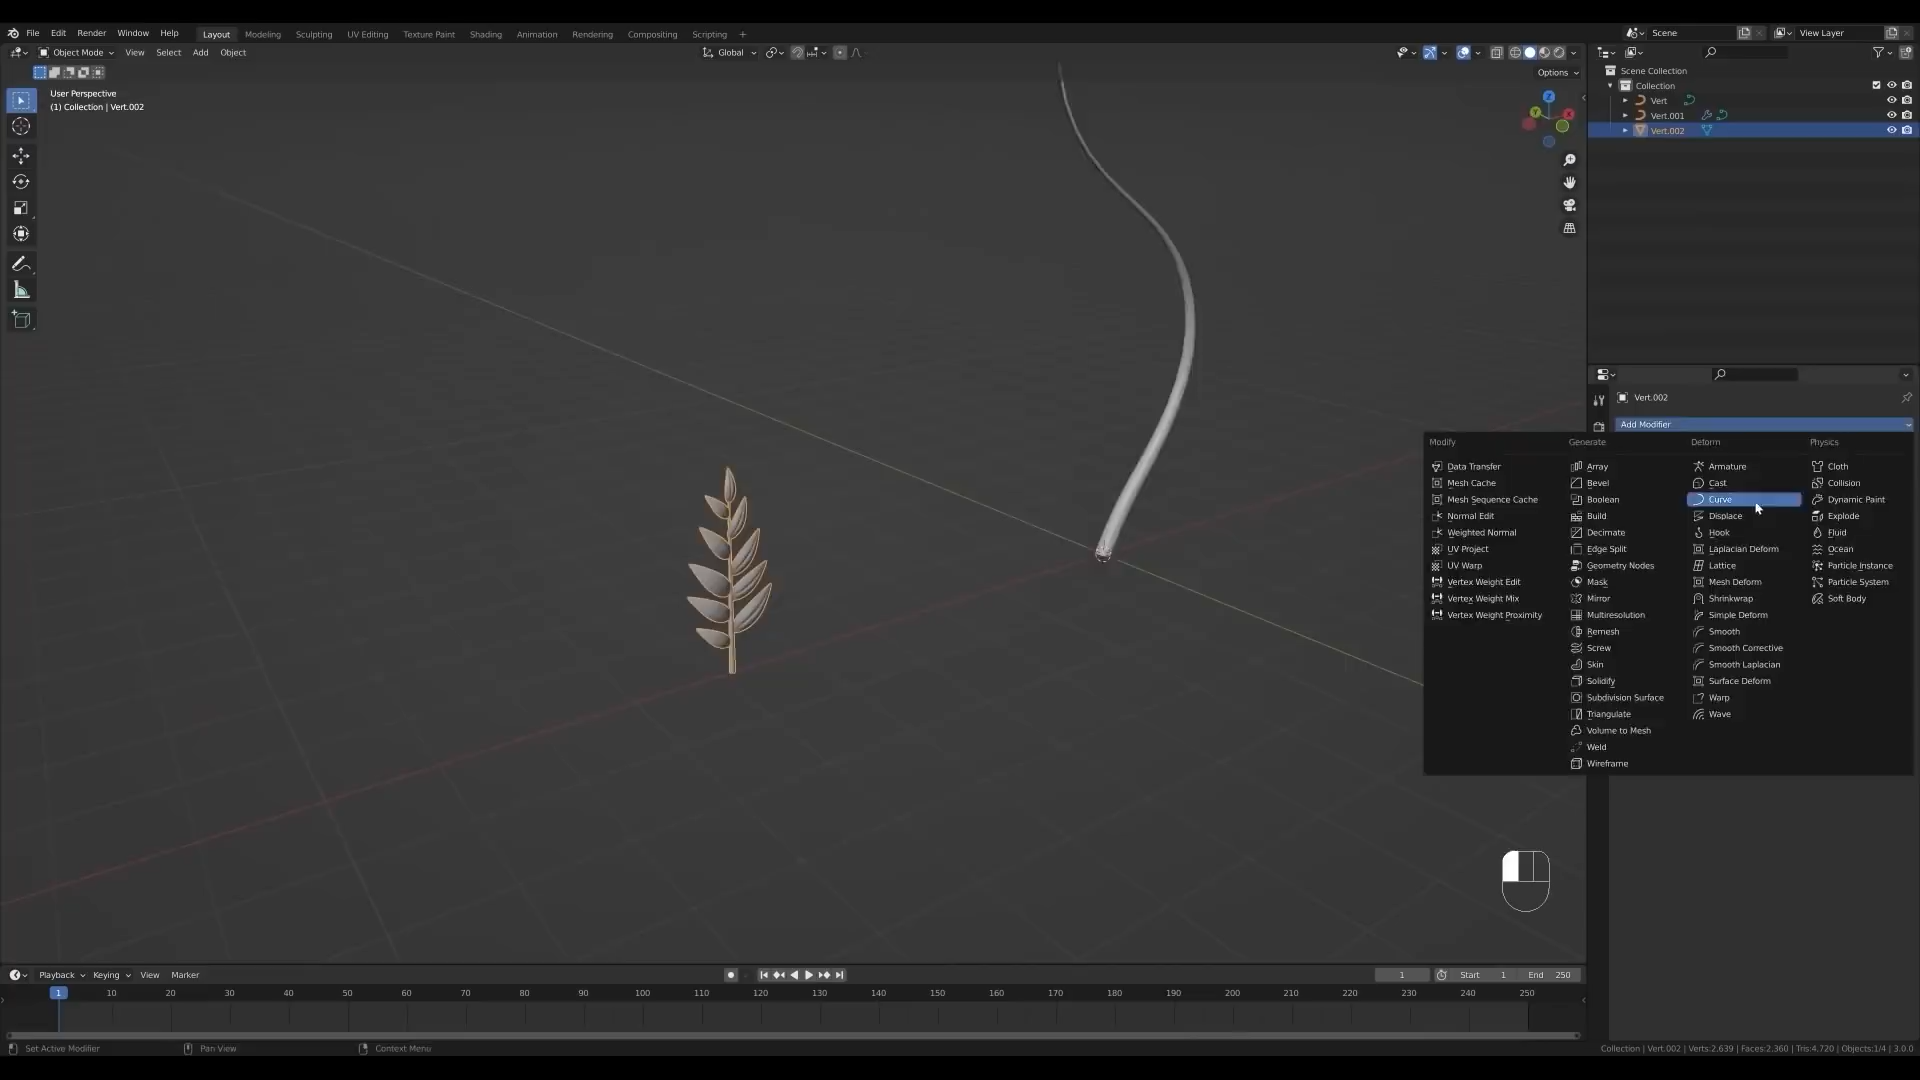 File Edit Render Window Help Layout Modeling Sculpting UV Editing Texture Paint Shading Animation Rendering Compositing Scripting + Scene View Layer
Object Mode View Select Add Object Global
Options
User Perspective
(1) Collection | Vert.002
Scene Collection
Collection
Vert
Vert.001
Vert.002
Z
Y
X
Vert.002
Add Modifier
Modify Generate Deform Physics
Data Transfer Array Armature Cloth
Mesh Cache Bevel Cast Collision
Mesh Sequence Cache Boolean Curve Dynamic Paint
Normal Edit Build Displace Explode
Weighted Normal Decimate Hook Fluid
UV Project Edge Split Laplacian Deform Ocean
UV Warp Geometry Nodes Lattice Particle Instance
Vertex Weight Edit Mask Mesh Deform Particle System
Vertex Weight Mix Mirror Shrinkwrap Soft Body
Vertex Weight Proximity Multiresolution Simple Deform
Remesh Smooth
Screw Smooth Corrective
Skin Smooth Laplacian
Solidify Surface Deform
Subdivision Surface Warp
Triangulate Wave
Volume to Mesh
Weld
Wireframe
Playback Keying View Marker 1 Start 1 End 250
1 10 20 30 40 50 60 70 80 90 100 110 120 130 140 150 160 170 180 190 200 210 220 230 240 250
Set Active Modifier Pan View Context Menu Collection | Vert.002 | Verts:2.639 | Faces:2.360 | Tris:4.720 | Objects:1/4 | 3.0.0